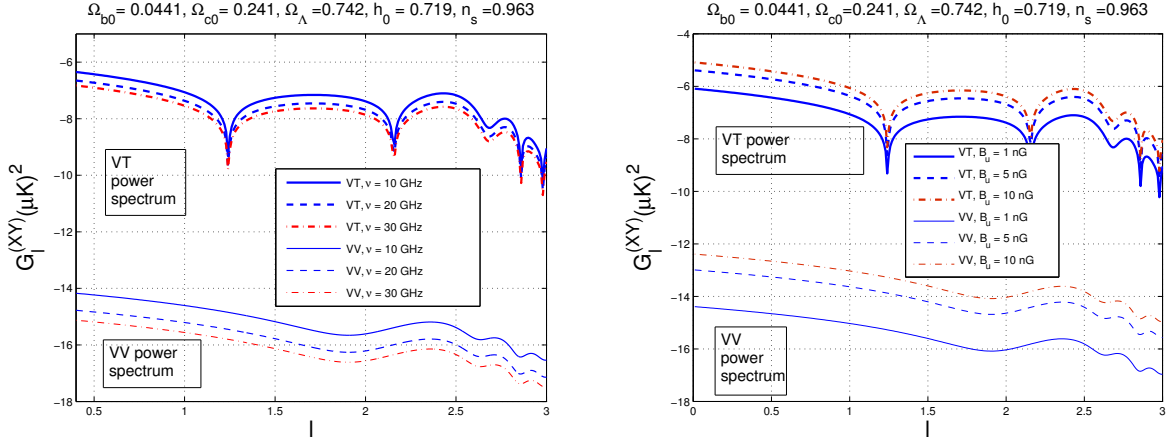 Ω_b0 = 0.0441, Ω_c0=0.241, Ω_Λ=0.742, h_0 = 0.719, n_s =0.963
G_l^(XY)(μK)^2
−6
−8
−10
−12
−14
−16
−18
VT
power
spectrum
VT, ν = 10 GHz
VT, ν = 20 GHz
VT, ν = 30 GHz
VV, ν = 10 GHz
VV, ν = 20 GHz
VV, ν = 30 GHz
VV power
spectrum
0.5
1
1.5
2
2.5
3
l
Ω_b0 = 0.0441, Ω_c0=0.241, Ω_Λ=0.742, h_0 = 0.719, n_s =0.963
G_l^(XY)(μK)^2
−4
−6
−8
−10
−12
−14
−16
−18
VT power
spectrum
VT, B_u = 1 nG
VT, B_u = 5 nG
VT, B_u = 10 nG
VV, B_u = 1 nG
VV, B_u = 5 nG
VV, B_u = 10 nG
VV
power
spectrum
0
0.5
1
1.5
2
2.5
3
l